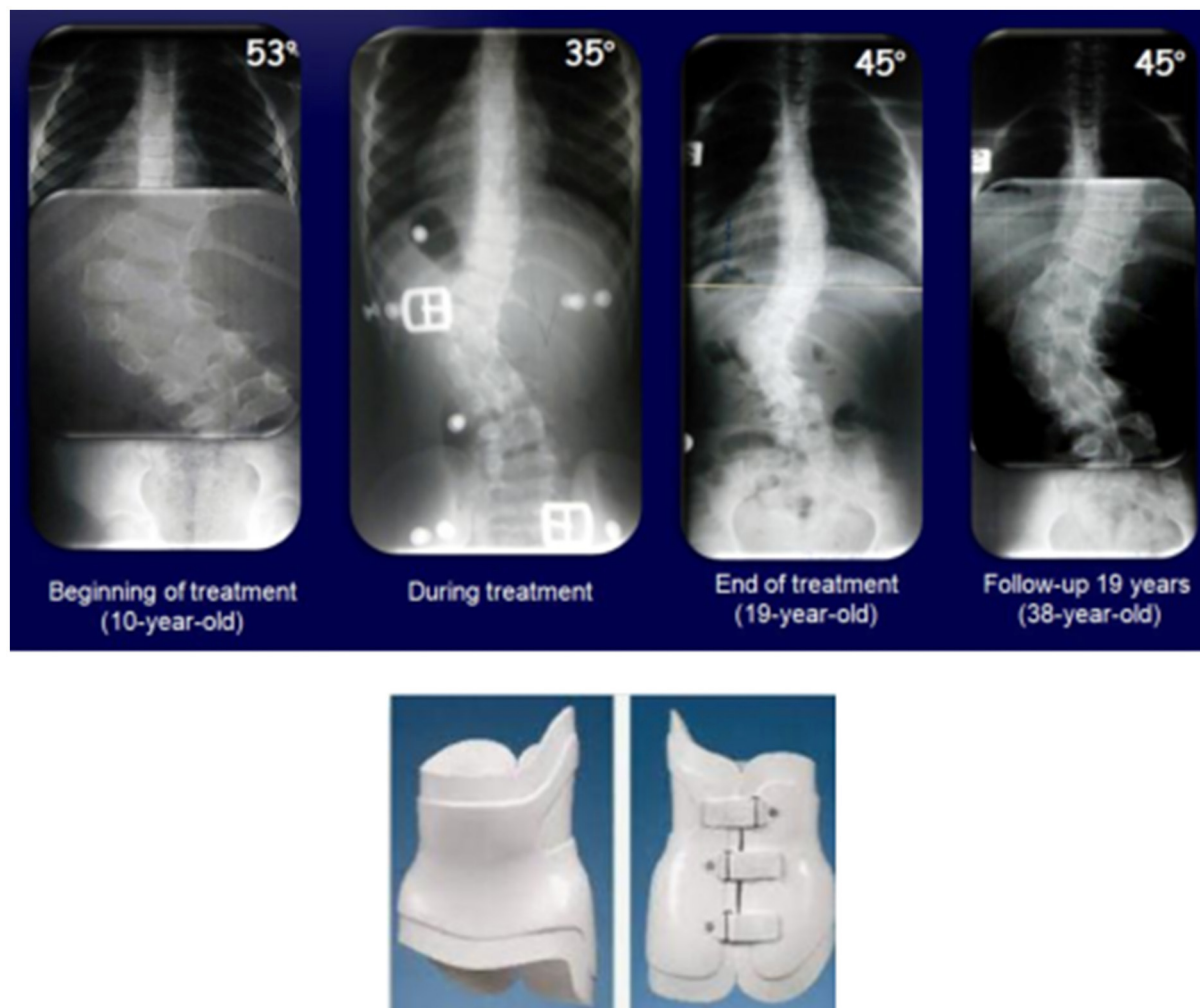 53°
35°
45°
45°
Beginning of treatment
(10-year-old)
During treatment
End of treatment
(19-year-old)
Follow-up 19 years
(38-year-old)